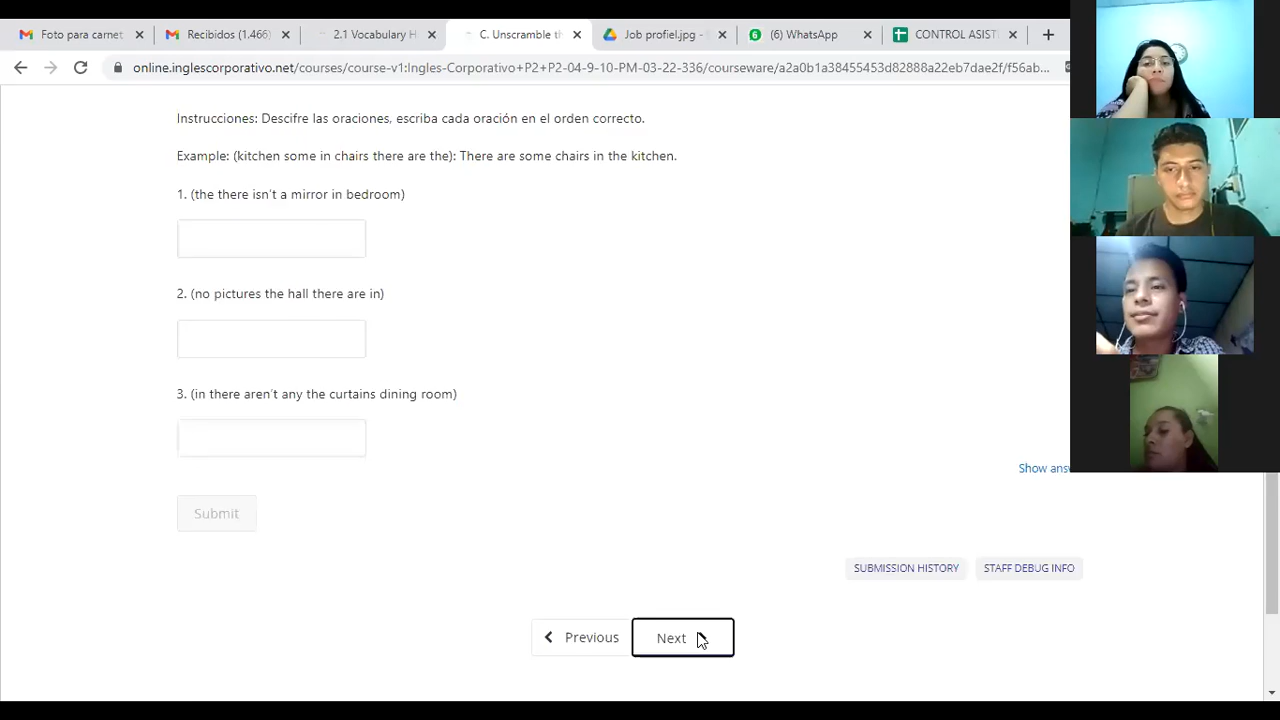 Foto para carnet
Recibidos (1.466)
2.1 Vocabulary H
C. Unscramble th
Job profiel.jpg -
(6) WhatsApp
CONTROL ASIST
online.inglescorporativo.net/courses/course-v1:Ingles-Corporativo+P2+P2-04-9-10-PM-03-22-336/courseware/a2a0b1a38455453d82888a22eb7dae2f/f56ab...
Instrucciones: Descifre las oraciones, escriba cada oración en el orden correcto.
Example: (kitchen some in chairs there are the): There are some chairs in the kitchen.
1. (the there isn't a mirror in bedroom)
2. (no pictures the hall there are in)
3. (in there aren't any the curtains dining room)
Show ans
Submit
SUBMISSION HISTORY
STAFF DEBUG INFO
Previous
Next